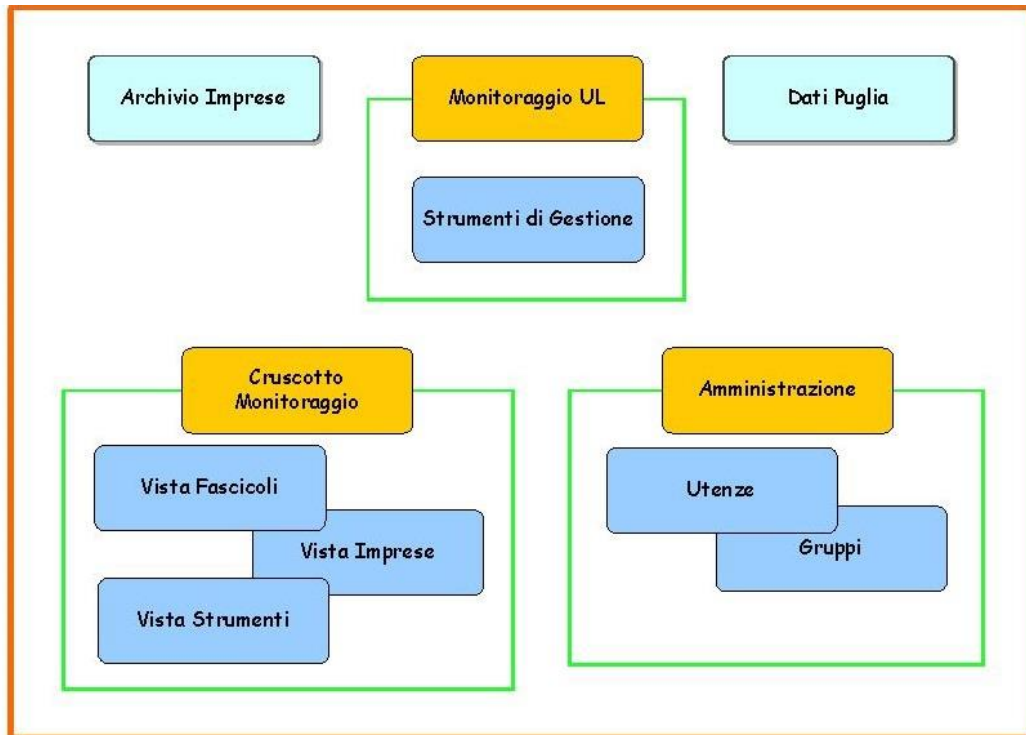 Archivio Imprese
Monitoraggio UL
Dati Puglia
Strumenti di Gestione
Cruscotto
Monitoraggio
Vista Fascicoli
Vista Imprese
Vista Strumenti
Amministrazione
Utenze
Gruppi